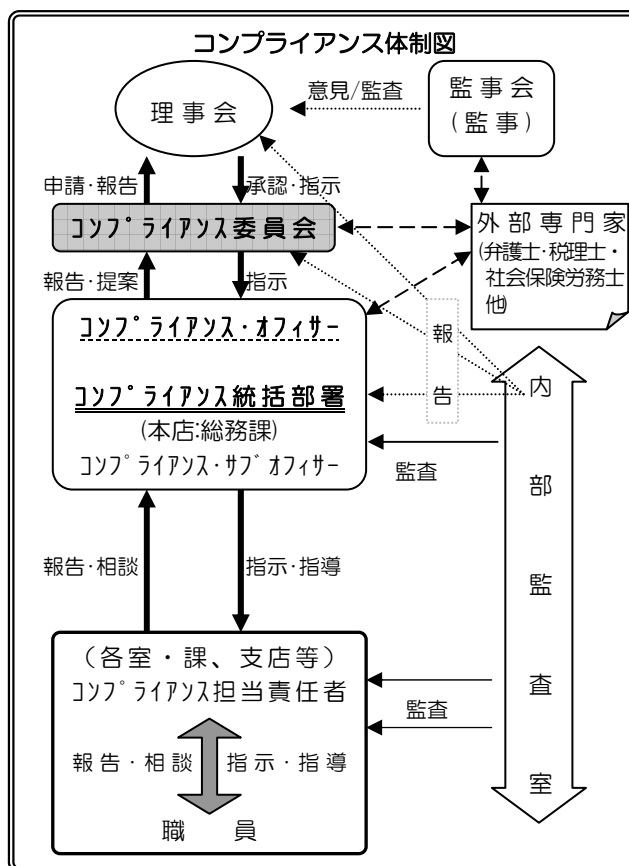 コンプライアンス体制図
理事会
意見/監査
監事会
(監事)
申請・報告
承認・指示
ｺﾝﾌﾟﾗｲｱﾝｽ委員会
外部専門家
(弁護士・税理士・
社会保険労務士
他)
報告・提案
指示
ｺﾝﾌﾟﾗｲｱﾝｽ・ｵﾌｨｻｰ
報告
ｺﾝﾌﾟﾗｲｱﾝｽ統括部署
(本店:総務課)
ｺﾝﾌﾟﾗｲｱﾝｽ・ｻﾌﾞｵﾌｨｻｰ
監査
内部監査室
報告・相談
指示・指導
（各室・課、支店等）
ｺﾝﾌﾟﾗｲｱﾝｽ担当責任者
監査
報告・相談
指示・指導
職員